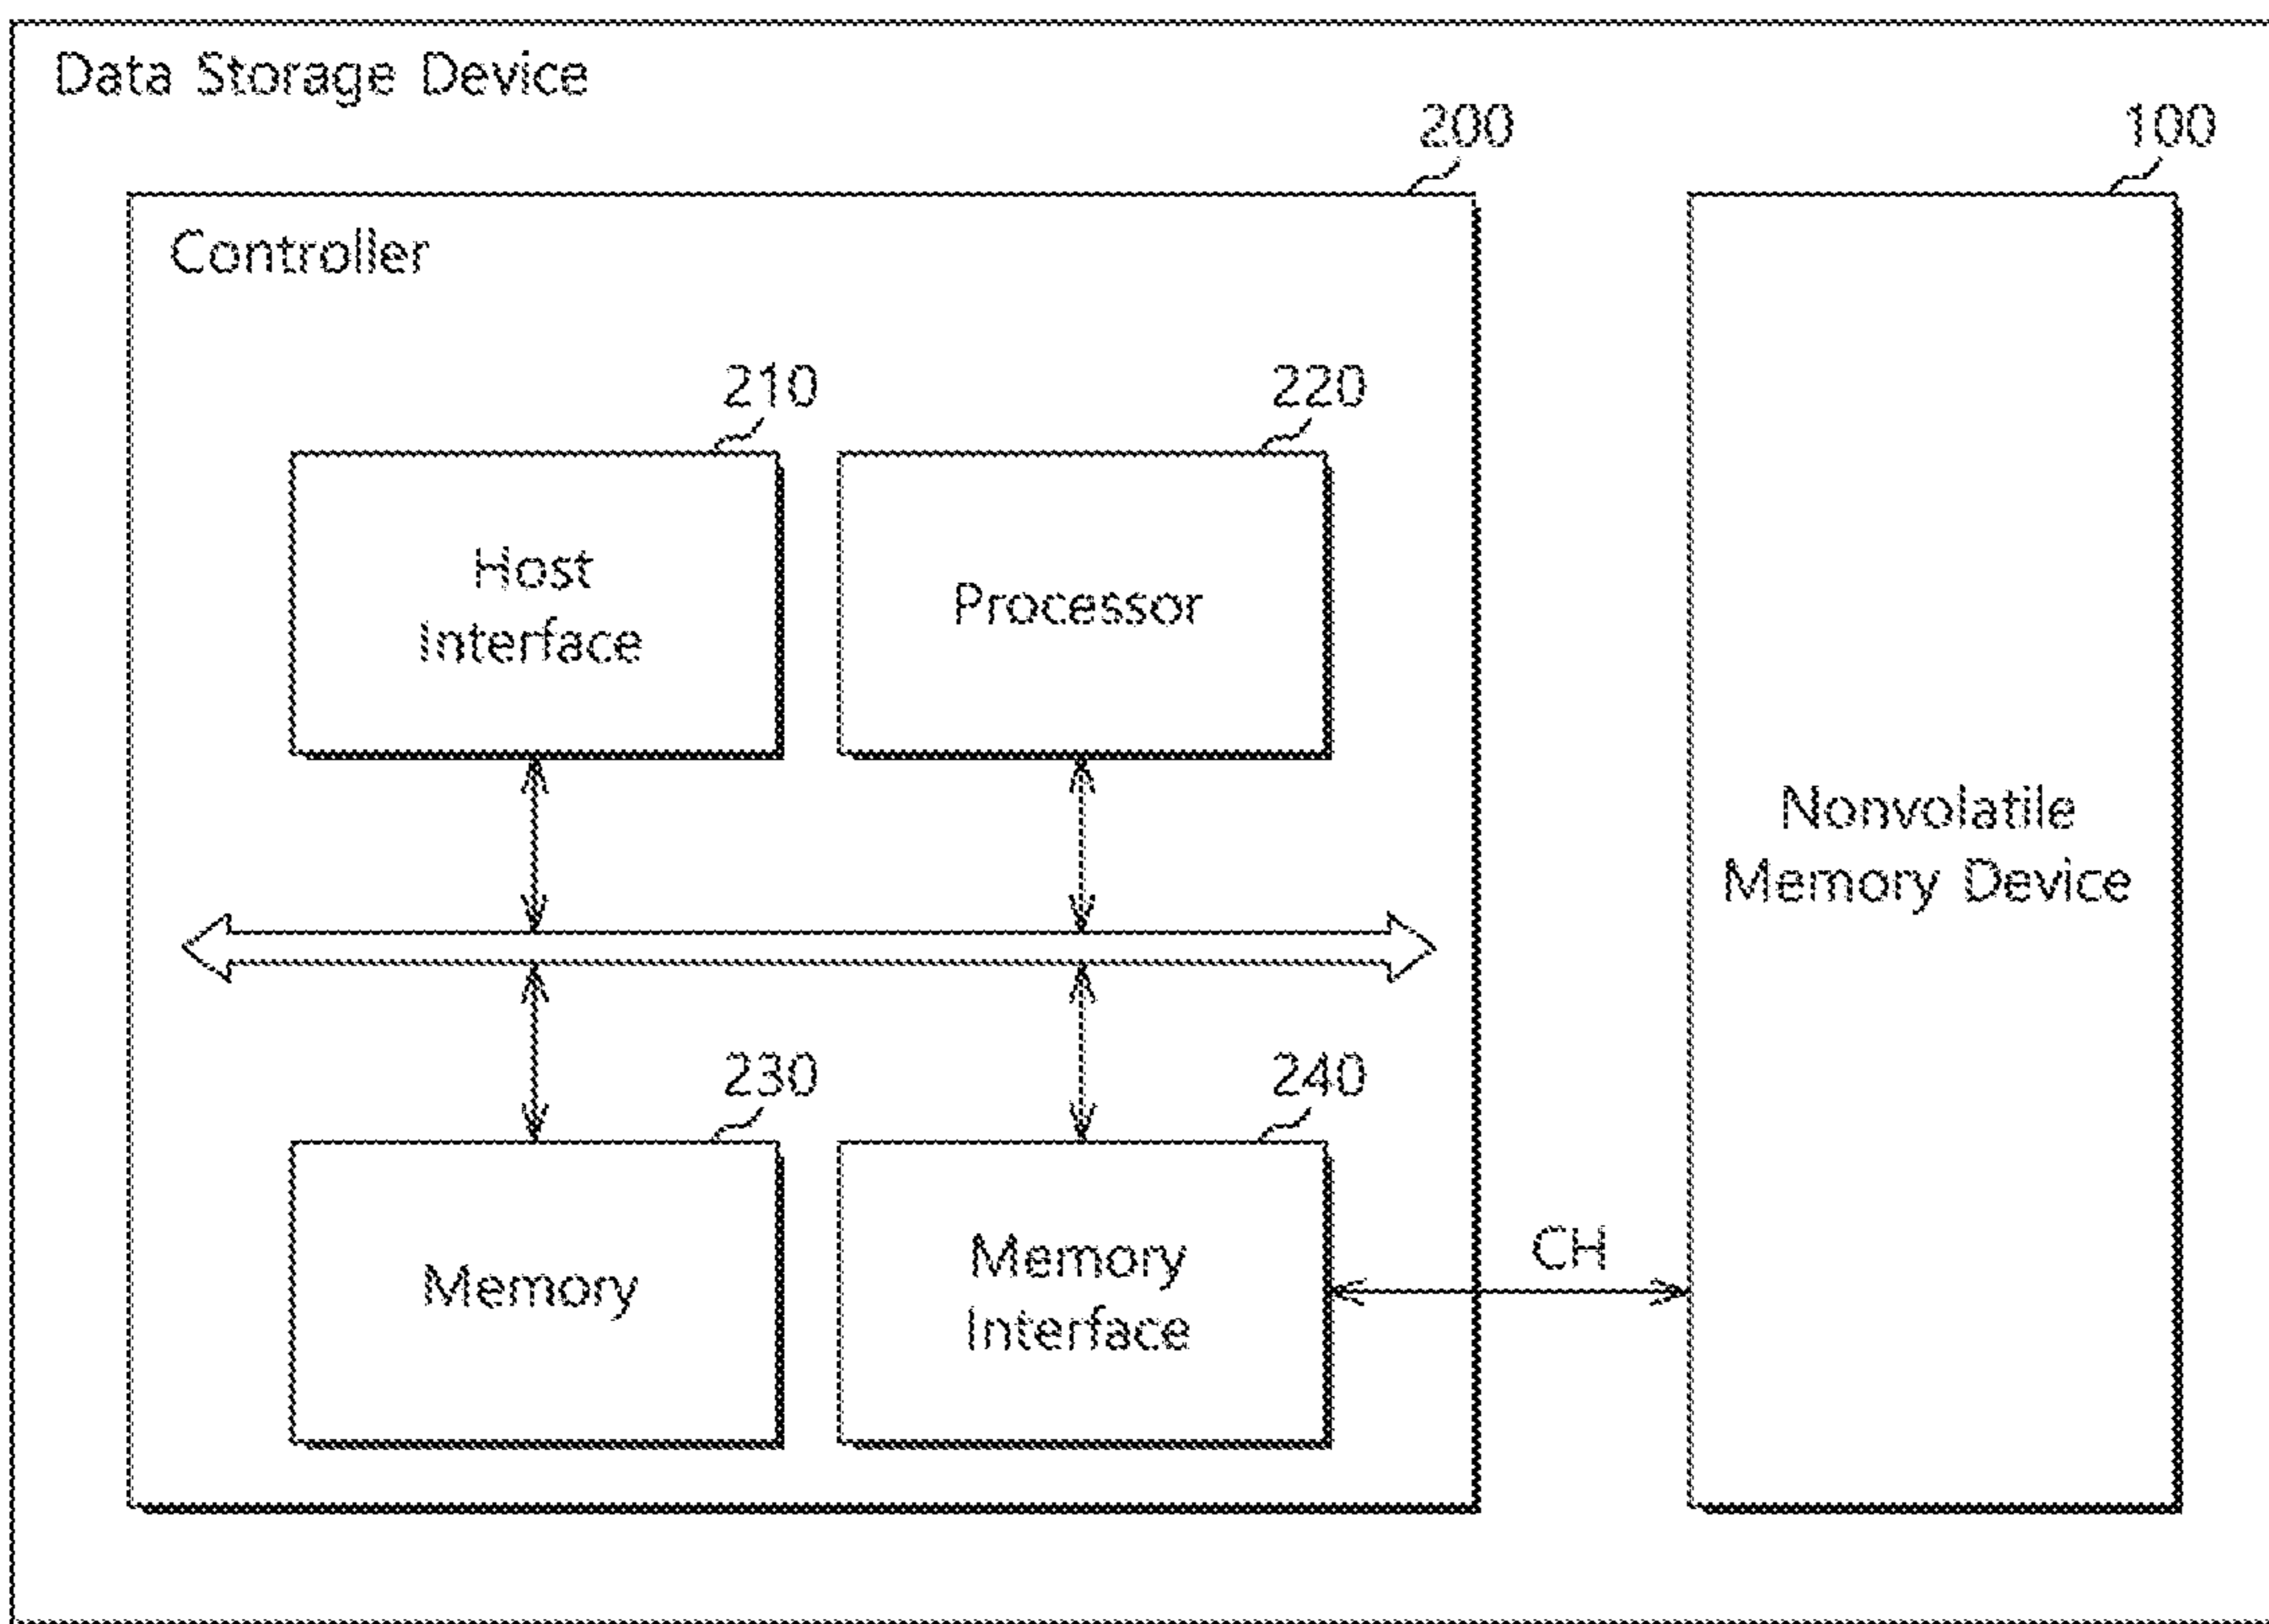 Data Storage Device
200
100
Controller
210
220
Host
Interface
Processor
Nonvolatile
Memory Device
230
240
Memory
Memory
Interface
CH